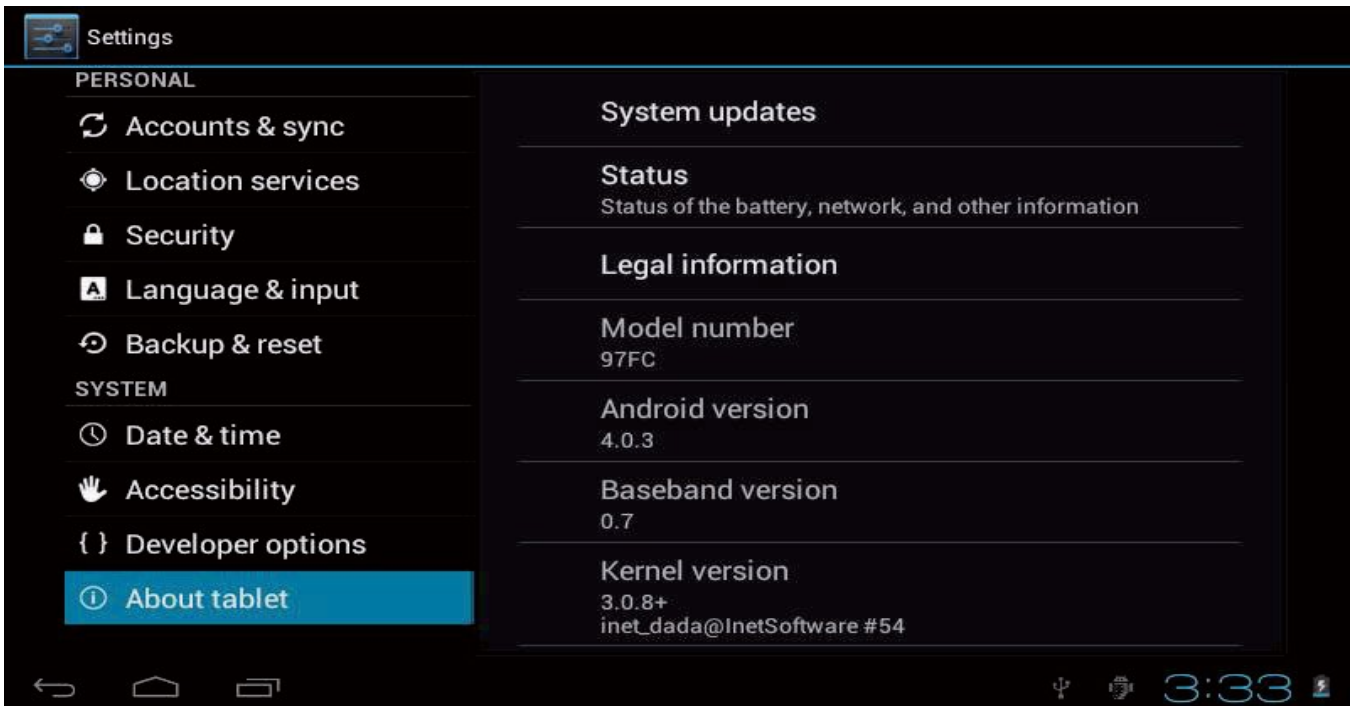 Settings
PERSONAL
Accounts & sync
Location services
Security
Language & input
Backup & reset
SYSTEM
Date & time
Accessibility
{ } Developer options
About tablet
System updates
Status
Status of the battery, network, and other information
Legal information
Model number
97FC
Android version
4.0.3
Baseband version
0.7
Kernel version
3.0.8+
inet_dada@InetSoftware #54
3:33